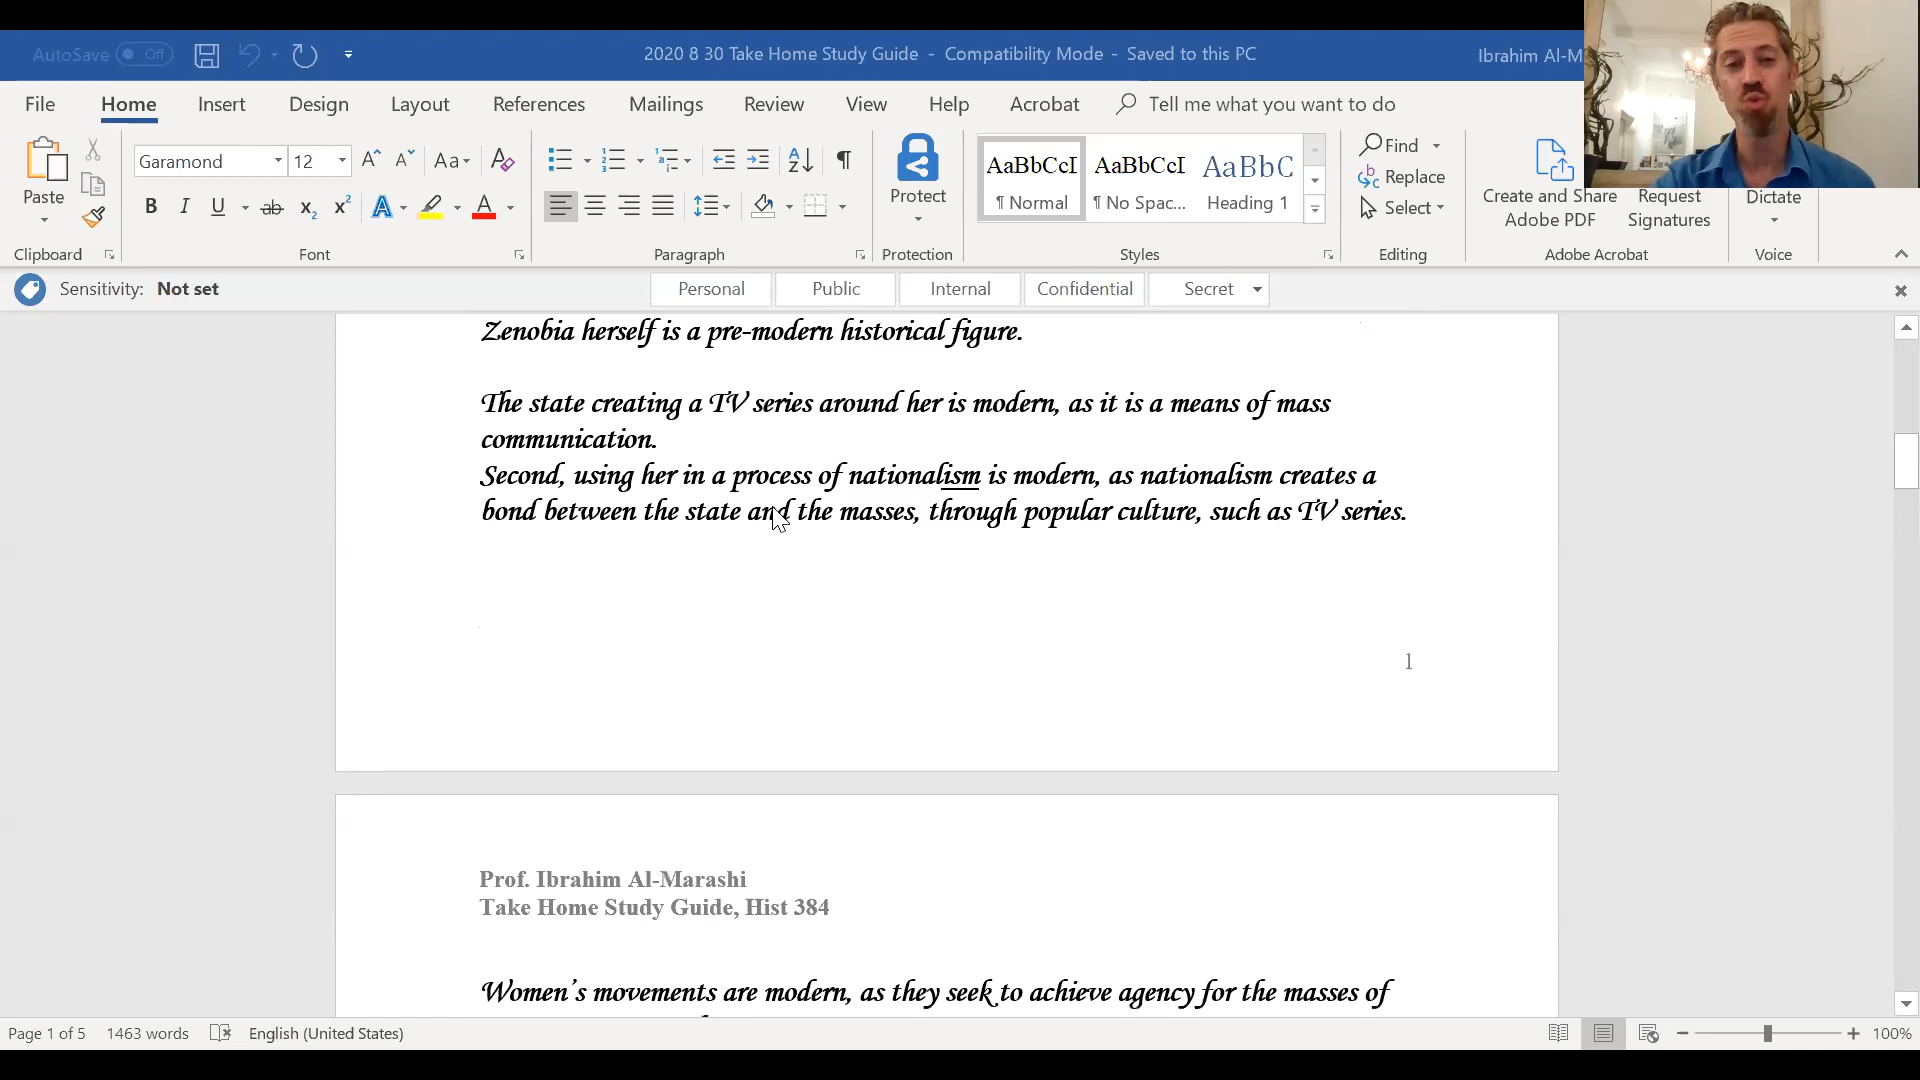 AutoSave Off
2020 8 30 Take Home Study Guide - Compatibility Mode - Saved to this PC
Ibrahim Al-M
File Home Insert Design Layout References Mailings Review View Help Acrobat Tell me what you want to do
Paste
Clipboard
Garamond 12
Font
Paragraph
Protect
Protection
AaBbCcI AaBbCcI AaBbC
¶ Normal ¶ No Spac... Heading 1
Styles
Find
Replace
Select
Editing
Create and Share
Adobe PDF
Request
Signatures
Adobe Acrobat
Dictate
Voice
Sensitivity: Not set Personal Public Internal Confidential Secret
Zenobia herself is a pre-modern historical figure.
The state creating a TV series around her is modern, as it is a means of mass
communication.
Second, using her in a process of nationalism is modern, as nationalism creates a
bond between the state and the masses, through popular culture, such as TV series.
1
Prof. Ibrahim Al-Marashi
Take Home Study Guide, Hist 384
Women's movements are modern, as they seek to achieve agency for the masses of
Page 1 of 5 1463 words English (United States) 100%